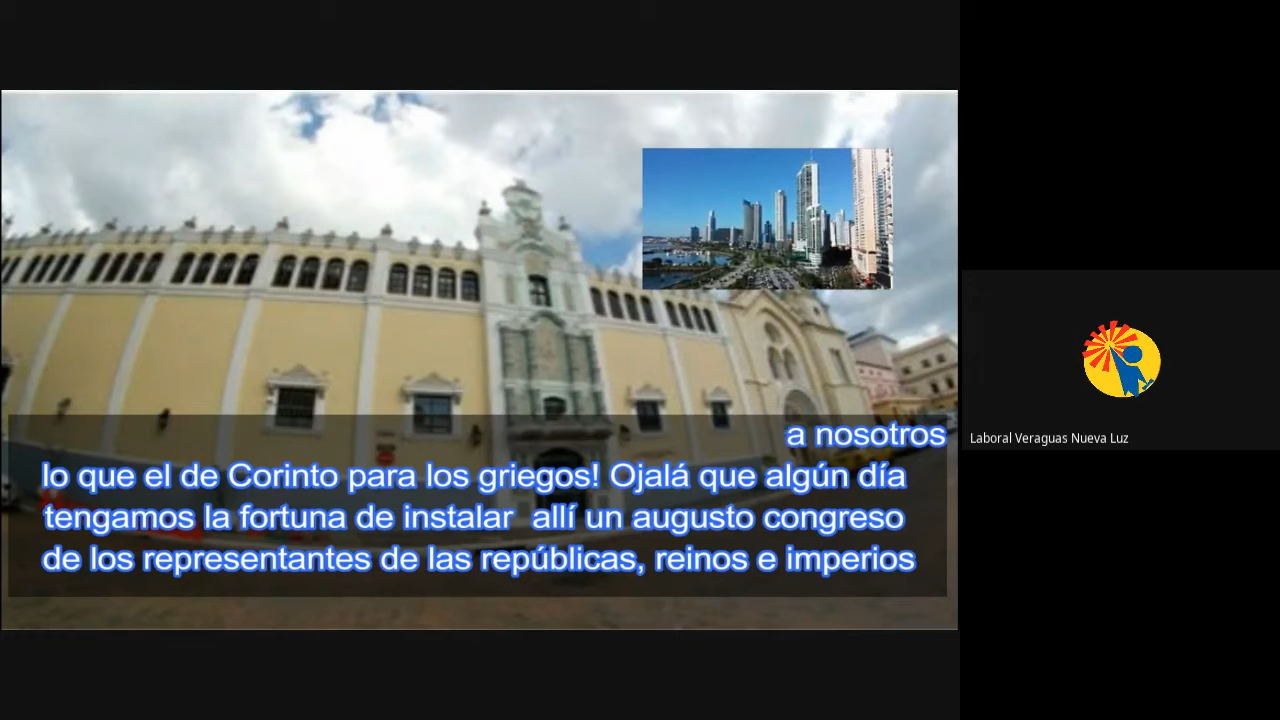 a nosotros
lo que el de Corinto para los griegos! Ojalá que algún día
tengamos la fortuna de instalar  allí un augusto congreso
de los representantes de las repúblicas, reinos e imperios
Laboral Veraguas Nueva Luz